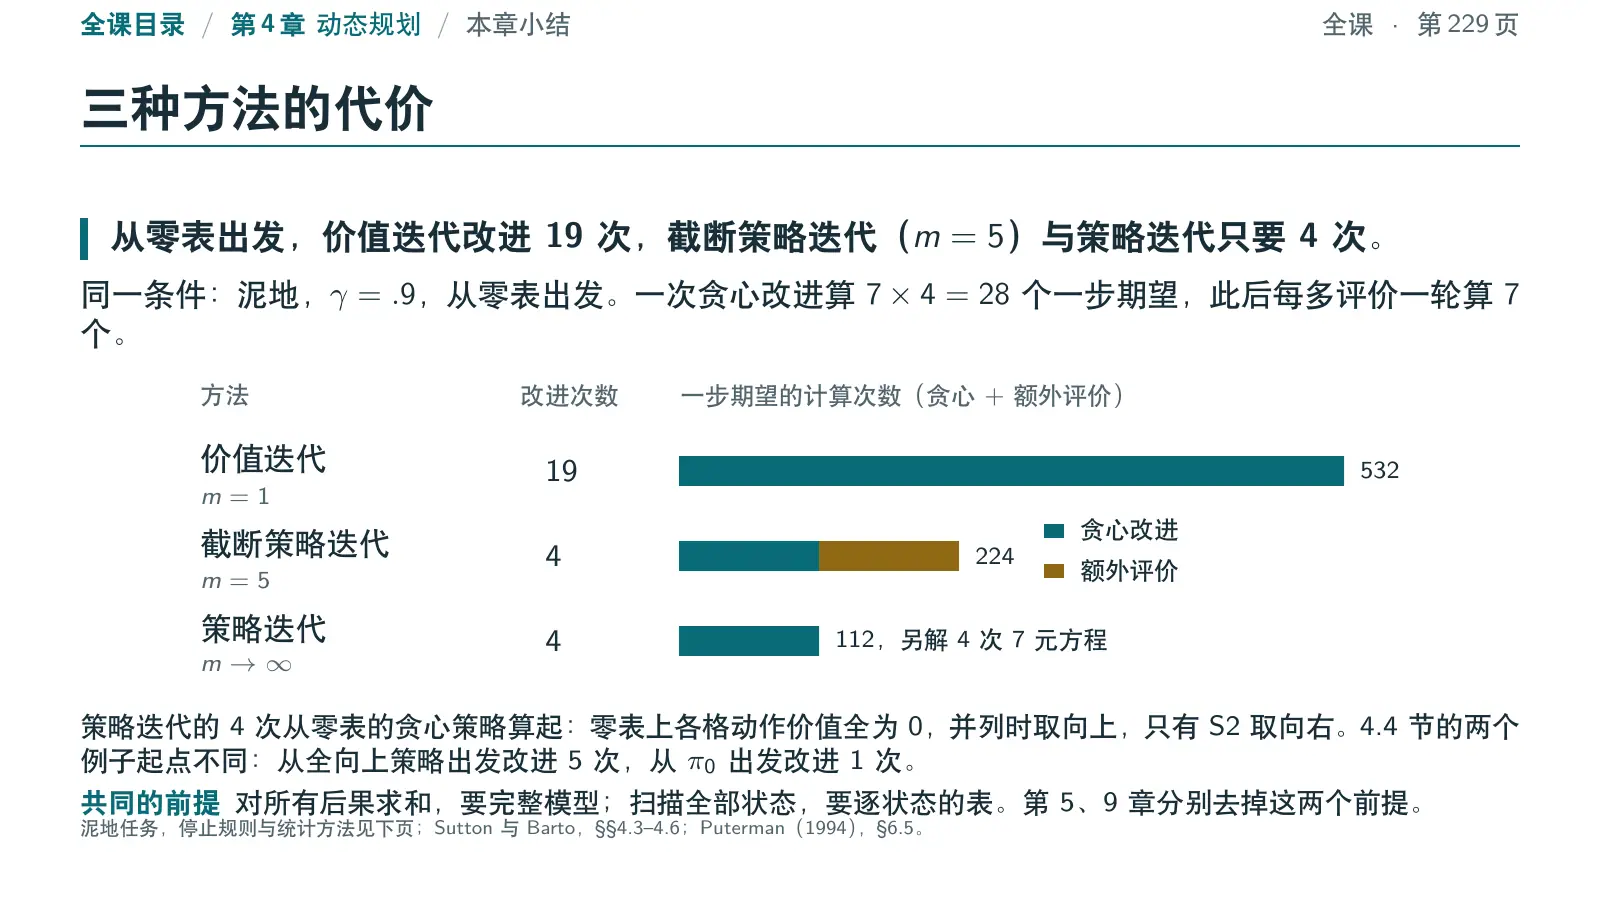 全课目录 / 第 4 章 动态规划 / 本章小结
全课 · 第 229 页
三种方法的代价
从零表出发，价值迭代改进 19 次，截断策略迭代（m = 5）与策略迭代只要 4 次。
同一条件：泥地，γ = .9，从零表出发。一次贪心改进算 7 × 4 = 28 个一步期望，此后每多评价一轮算 7
个。
方法
改进次数
一步期望的计算次数（贪心 + 额外评价）
价值迭代
m = 1
19
532
截断策略迭代
m = 5
4
224
贪心改进
额外评价
策略迭代
m → ∞
4
112，另解 4 次 7 元方程
策略迭代的 4 次从零表的贪心策略算起：零表上各格动作价值全为 0，并列时取向上，只有 S2 取向右。4.4 节的两个
例子起点不同：从全向上策略出发改进 5 次，从 π₀ 出发改进 1 次。
共同的前提 对所有后果求和，要完整模型；扫描全部状态，要逐状态的表。第 5、9 章分别去掉这两个前提。
泥地任务，停止规则与统计方法见下页；Sutton 与 Barto，§§4.3–4.6；Puterman（1994），§6.5。